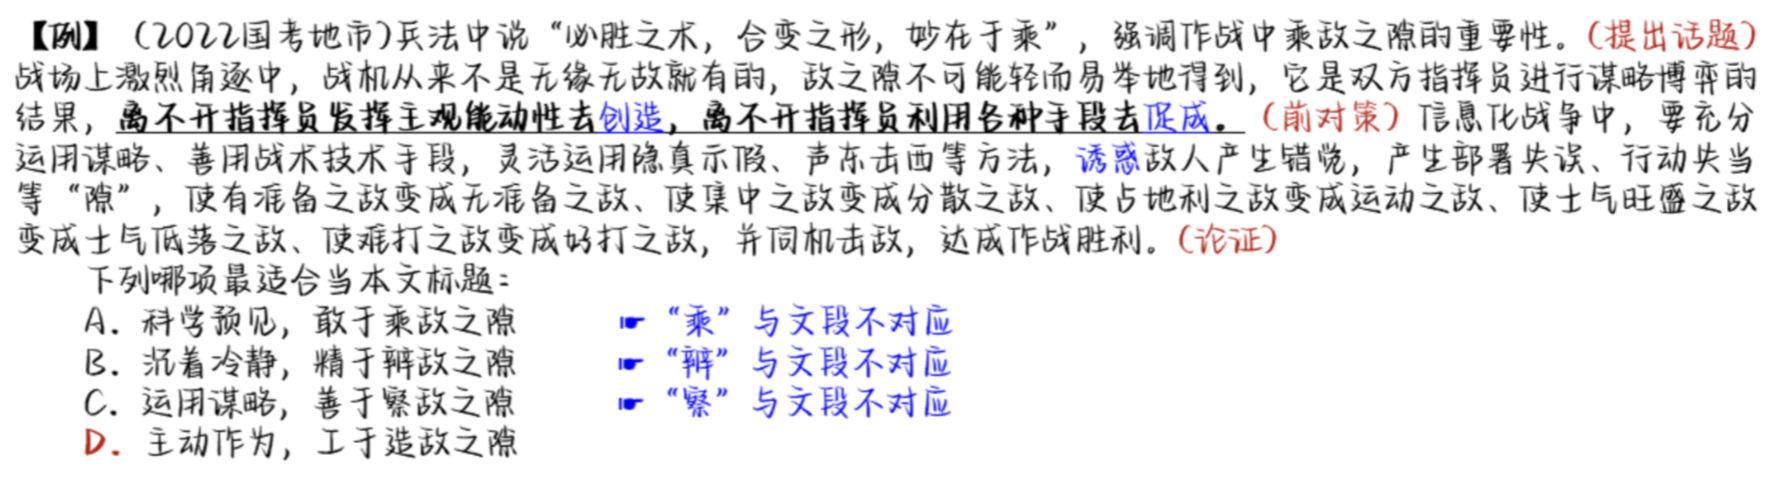 【例】(2022国考地市)兵法中说“必胜之术，合变之形，妙在于乘”，强调作战中乘敌之隙的重要性。(提出话题)
战场上激烈角逐中，战机从来不是无缘无故就有的，敌之隙不可能轻而易举地得到，它是双方指挥员进行谋略博弈的
结果，离不开指挥员发挥主观能动性去创造，离不开指挥员利用各种手段去促成。(前对策)信息化战争中，要充分
运用谋略、善用战术技术手段，灵活运用隐真示假、声东击西等方法，诱惑敌人产生错觉，产生部署失误、行动失当
等“隙”，使有准备之敌变成无准备之敌、使集中之敌变成分散之敌、使占地利之敌变成运动之敌、使士气旺盛之敌
变成士气低落之敌、使难打之敌变成好打之敌，并伺机击敌，达成作战胜利。(论证)
下列哪项最适合当本文标题：
A. 科学预见，敢于乘敌之隙 ☛ “乘”与文段不对应
B. 沉着冷静，精于辨敌之隙 ☛ “辨”与文段不对应
C. 运用谋略，善于察敌之隙 ☛ “察”与文段不对应
D. 主动作为，工于造敌之隙